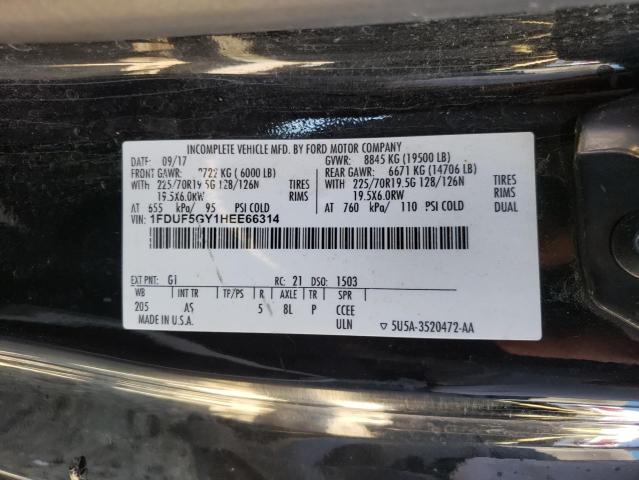 INCOMPLETE VEHICLE MFD. BY FORD MOTOR COMPANY
DATE: 09/17 GVWR: 8845 KG (19500 LB)
FRONT GAWR: 2722 KG (6000 LB) REAR GAWR: 6671 KG (14706 LB)
WITH 225/70R19.5G 128/126N TIRES WITH 225/70R19.5G 128/126N TIRES
19.5X6.0RW RIMS 19.5X6.0RW RIMS
AT 655 kPa/ 95 PSI COLD AT 760 kPa/ 110 PSI COLD DUAL
VIN: 1FDUF5GY1HEE66314
EXT PNT: G1 RC: 21 DSO: 1503
WB INT TR TP/PS R AXLE TR SPR
205 AS 5 8L P CCEE
MADE IN U.S.A. ULN ▽ 5U5A-3520472-AA